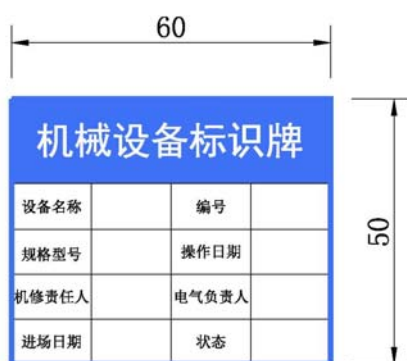 60
机械设备标识牌
设备名称 编号
规格型号 操作日期
机修责任人 电气负责人
进场日期 状态
50